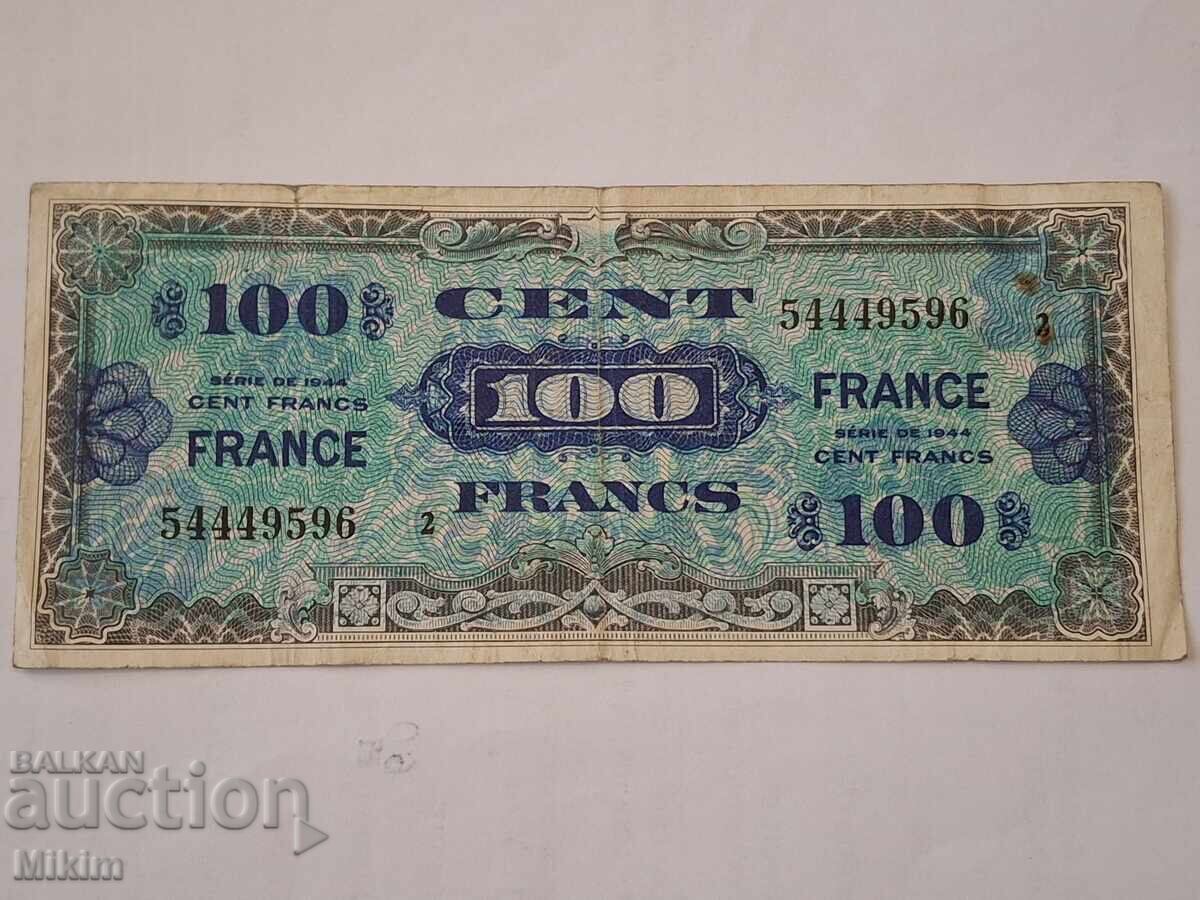 100
CENT
54449596
2
SÉRIE DE 1944
CENT FRANCS
FRANCE
100
FRANCE
SÉRIE DE 1944
CENT FRANCS
54449596
2
FRANCS
100
BALKAN
auction
Mikim